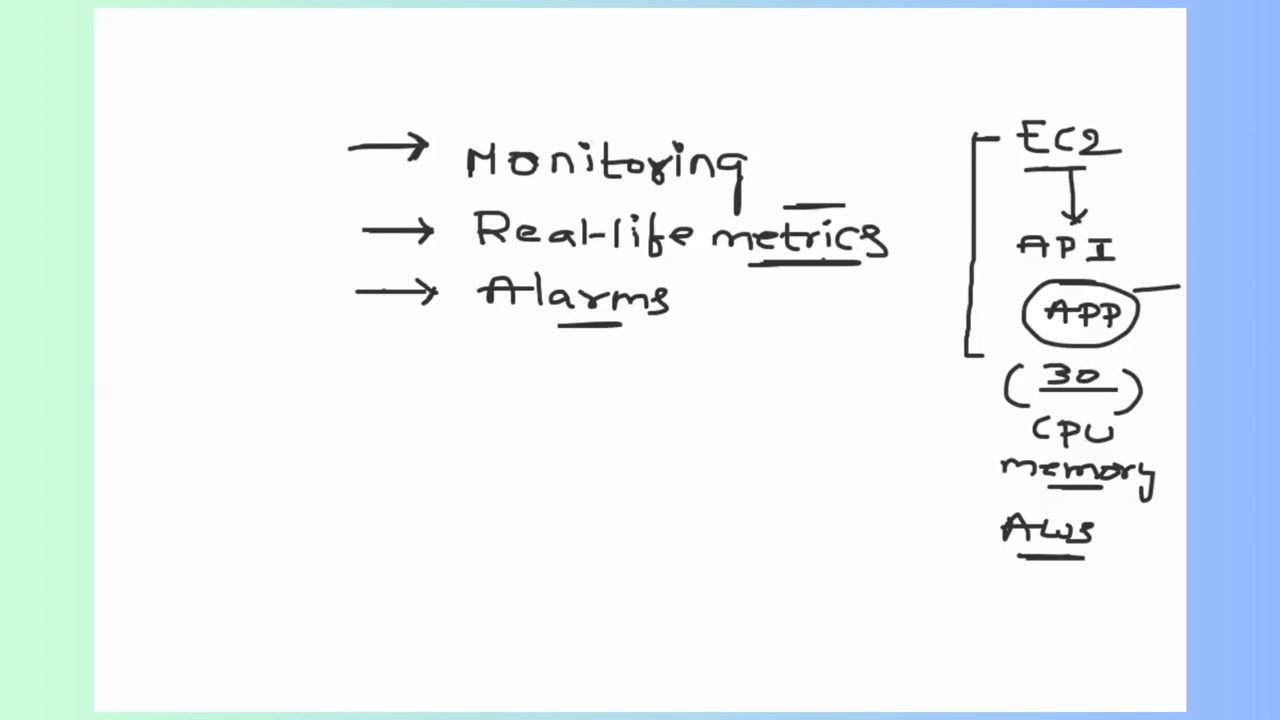 Monitoring
Real-life metrics
Alarms
EC2
API
APP
(30)
CPU
memory
AWS